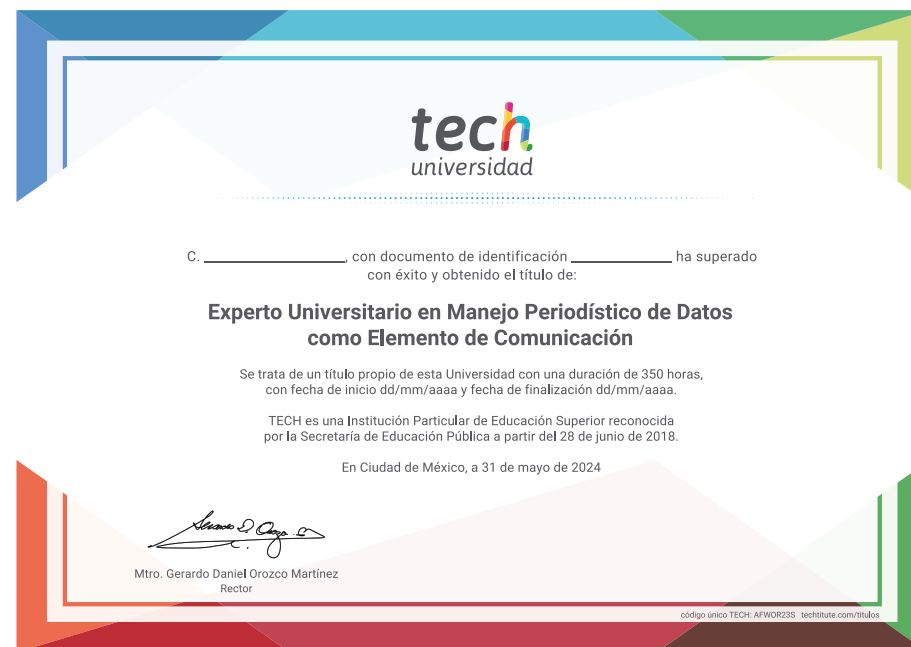 tech
universidad
C. ____________, con documento de identificación ____________ ha superado
con éxito y obtenido el título de:
Experto Universitario en Manejo Periodístico de Datos
como Elemento de Comunicación
Se trata de un título propio de esta Universidad con una duración de 350 horas,
con fecha de inicio dd/mm/aaaa y fecha de finalización dd/mm/aaaa.
TECH es una Institución Particular de Educación Superior reconocida
por la Secretaría de Educación Pública a partir del 28 de junio de 2018.
En Ciudad de México, a 31 de mayo de 2024
Mtro. Gerardo Daniel Orozco Martínez
Rector
código único TECH: AFWOR23S techtitute.com/titulos